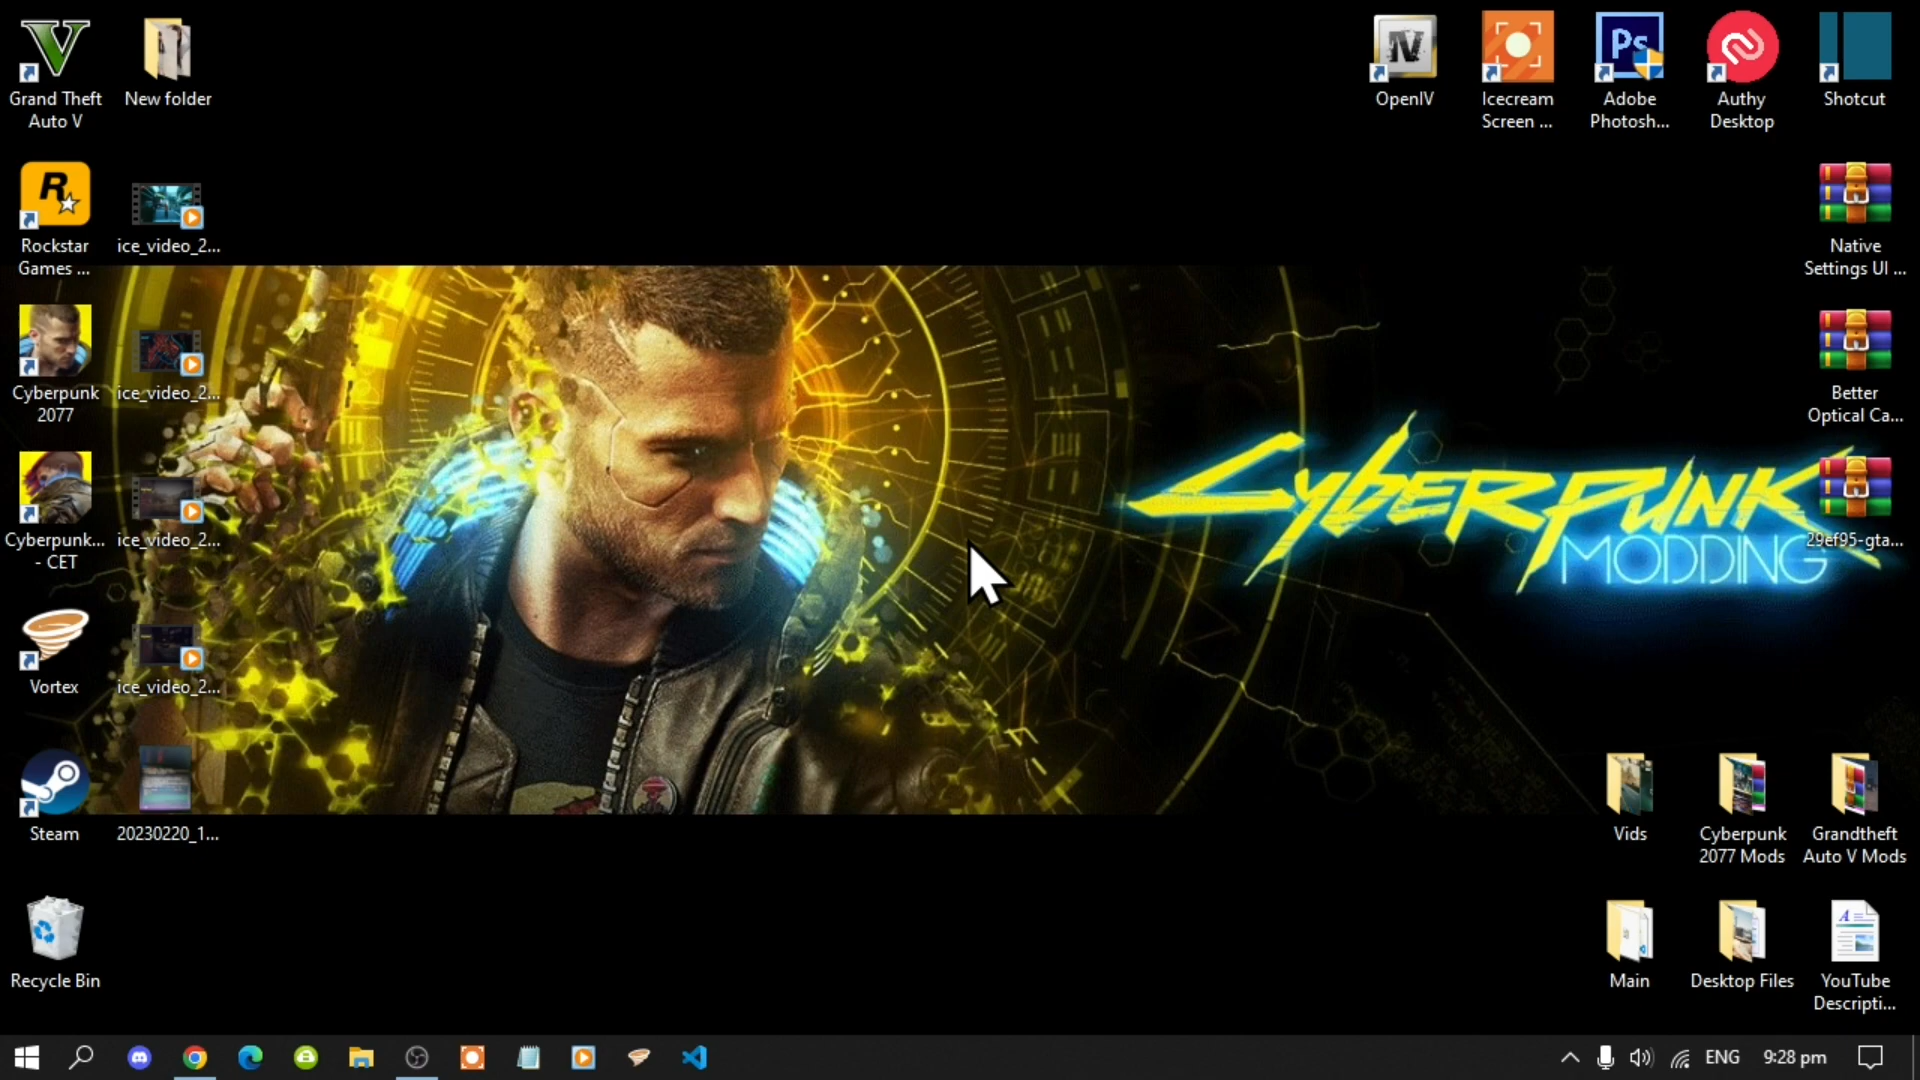 Grand Theft
Auto V
New folder
OpenIV
Icecream
Screen ...
Ps
Adobe
Photosh...
Authy
Desktop
Shotcut
R
Rockstar
Games ...
ice_video_2...
Native
Settings UI ...
Cyberpunk
2077
ice_video_2...
Better
Optical Ca...
Cyberpunk...
- CET
ice_video_2...
CYBERPUNK
MODDING
29ef95-gta...
Vortex
ice_video_2...
Steam
20230220_1...
Vids
Cyberpunk
2077 Mods
Grandtheft
Auto V Mods
Recycle Bin
Main
Desktop Files
YouTube
Descripti...
ENG
9:28 pm